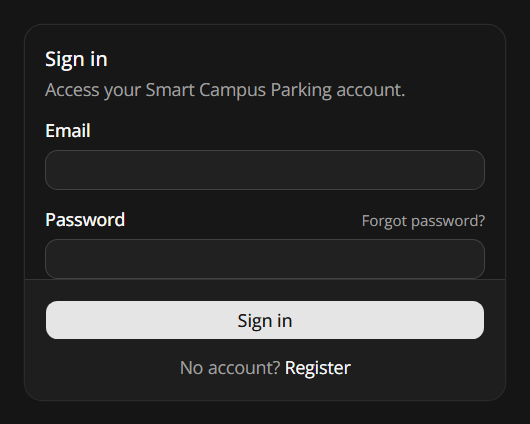 Sign in
Access your Smart Campus Parking account.
Email
Password Forgot password?
Sign in
No account? Register